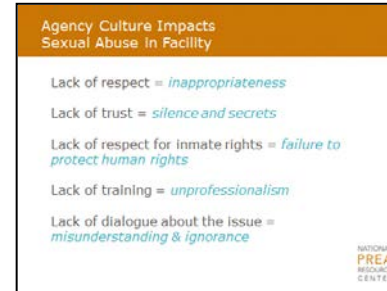 Agency Culture Impacts
Sexual Abuse in Facility
Lack of respect = inappropriateness
Lack of trust = silence and secrets
Lack of respect for inmate rights = failure to
protect human rights
Lack of training = unprofessionalism
Lack of dialogue about the issue =
misunderstanding & ignorance
NATIONAL
PREA
RESOURCE
CENTER